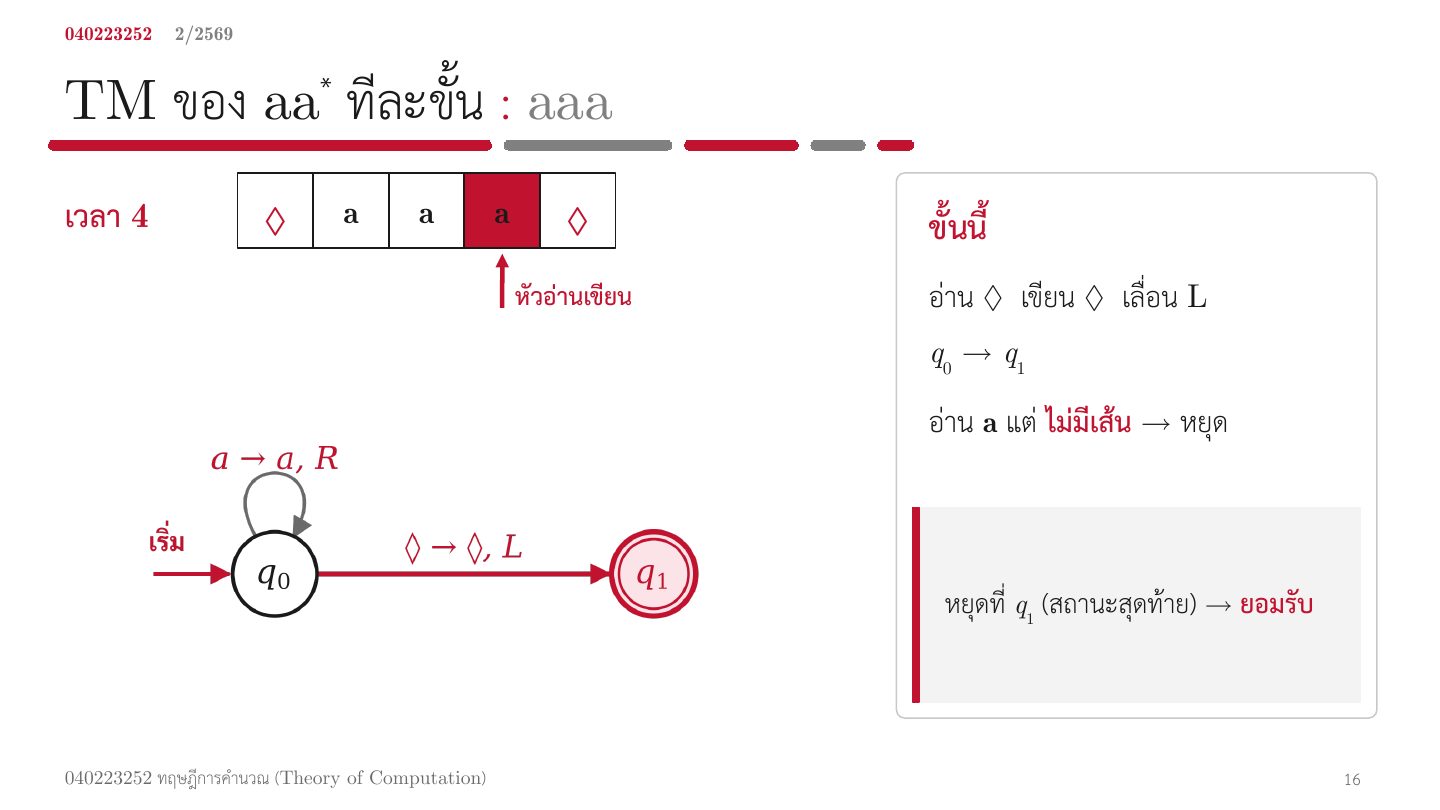 040223252 2/2569
TM ของ aa* ทีละขั้น : aaa
เวลา 4
◊ a a a ◊
หัวอ่านเขียน
ขั้นนี้
อ่าน ◊ เขียน ◊ เลื่อน L
q₀ → q₁
อ่าน a แต่ ไม่มีเส้น → หยุด
a → a, R
เริ่ม
◊ → ◊, L
q₀
q₁
หยุดที่ q₁ (สถานะสุดท้าย) → ยอมรับ
040223252 ทฤษฎีการคำนวณ (Theory of Computation)
16